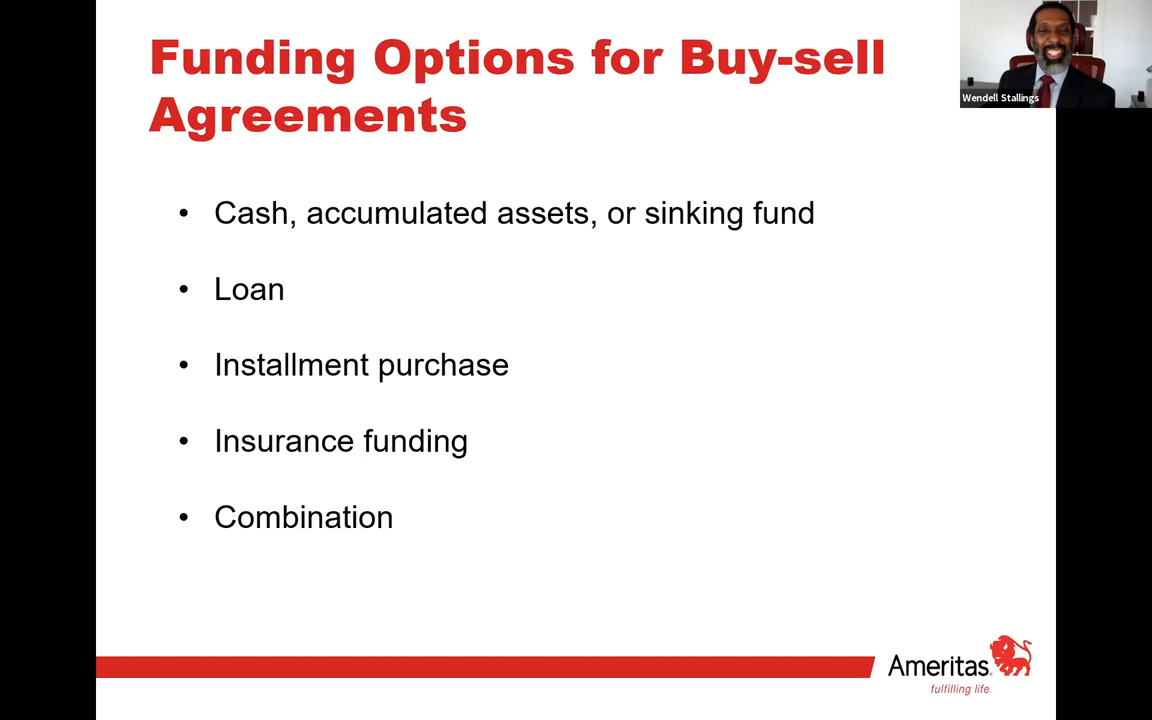 Funding Options for Buy-sell
Agreements
Wendell Stallings
• Cash, accumulated assets, or sinking fund
• Loan
• Installment purchase
• Insurance funding
• Combination
Ameritas
fulfilling life.